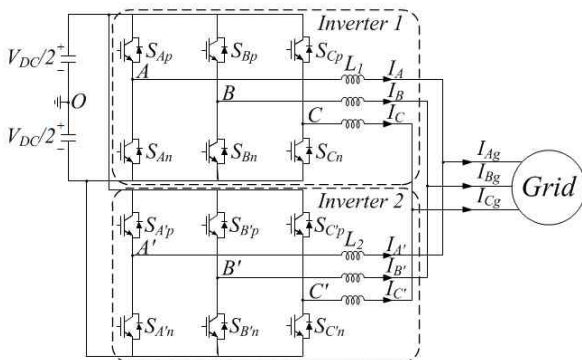 Inverter 1
V_DC/2
+
−
O
V_DC/2
+
−
S_Ap
S_Bp
S_Cp
A
L_1
I_A
B
I_B
C
I_C
S_An
S_Bn
S_Cn
I_Ag
I_Bg
I_Cg
Grid
Inverter 2
S_A'p
S_B'p
S_C'p
A'
L_2
I_A'
B'
I_B'
C'
I_C'
S_A'n
S_B'n
S_C'n